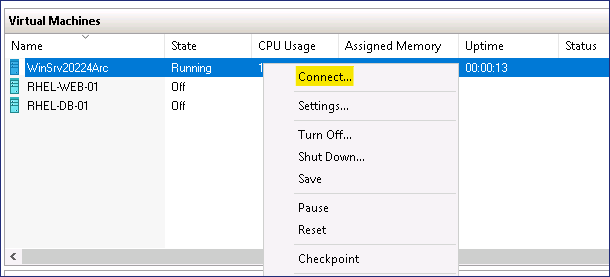 Virtual Machines
Name State CPU Usage Assigned Memory Uptime Status
WinSrv20224Arc Running 1 00:00:13
RHEL-WEB-01 Off
RHEL-DB-01 Off
Connect...
Settings...
Turn Off...
Shut Down...
Save
Pause
Reset
Checkpoint